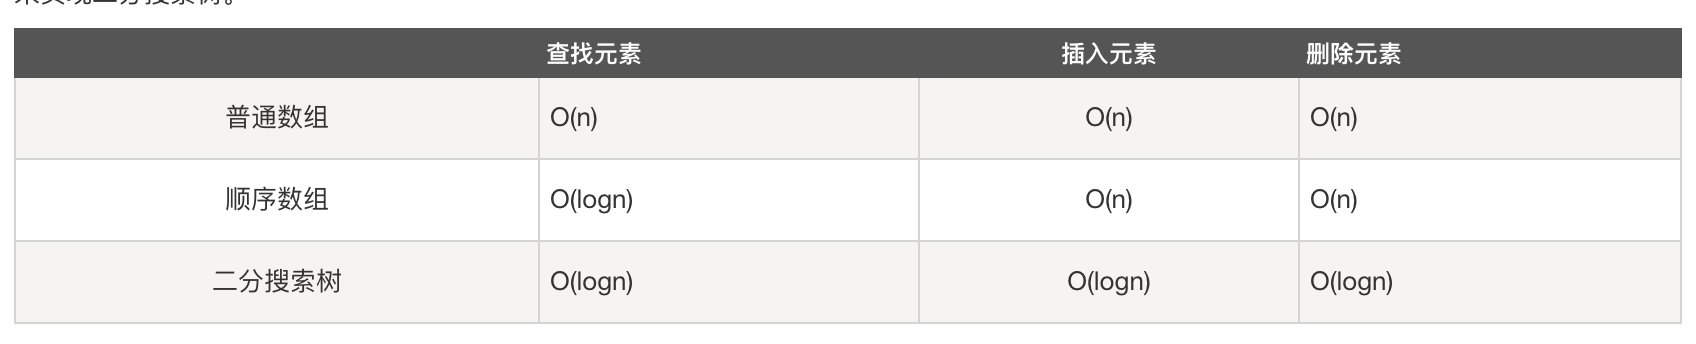 查找元素 插入元素 删除元素
普通数组 O(n) O(n) O(n)
顺序数组 O(logn) O(n) O(n)
二分搜索树 O(logn) O(logn) O(logn)